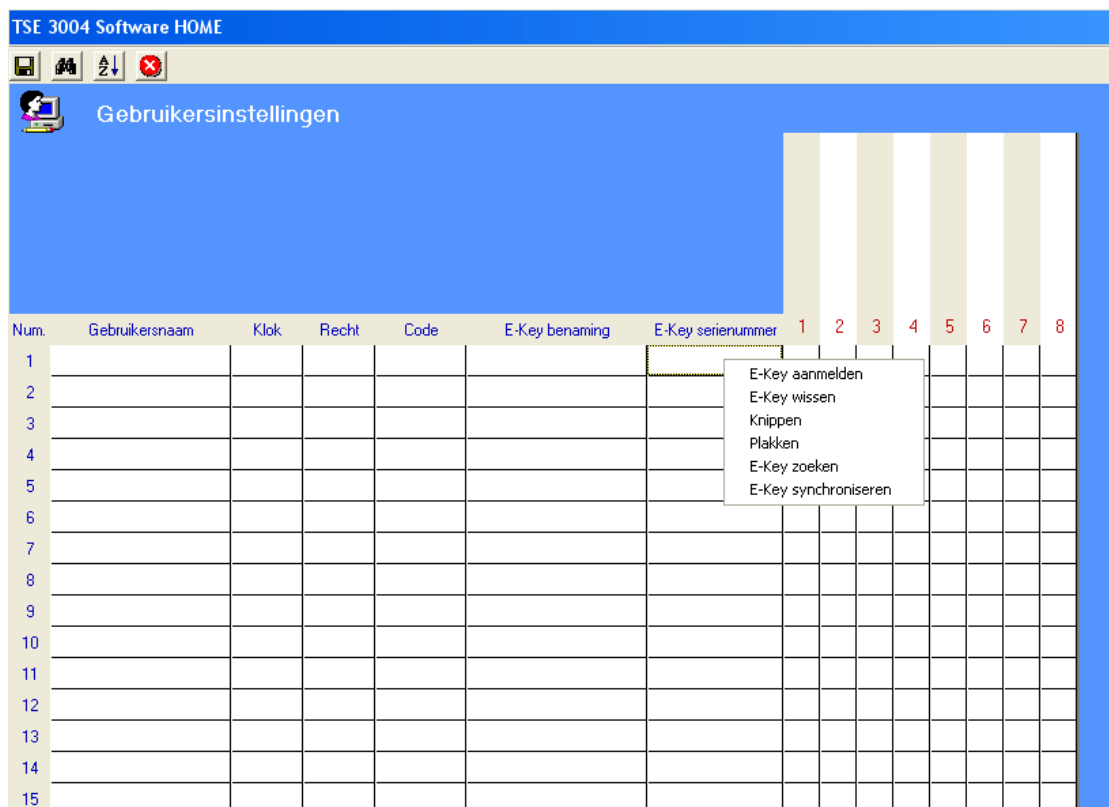 TSE 3004 Software HOME
Gebruikersinstellingen
Num. Gebruikersnaam Klok Recht Code E-Key benaming E-Key serienummer 1 2 3 4 5 6 7 8
1
E-Key aanmelden
2
E-Key wissen
3
Knippen
4
Plakken
E-Key zoeken
5
E-Key synchroniseren
6
7
8
9
10
11
12
13
14
15